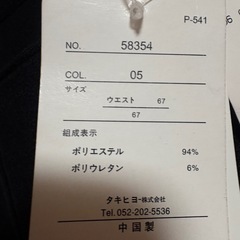 P-541
NO. 58354
COL. 05
サイズ
ウエスト 67
67
組成表示
ポリエステル 94%
ポリウレタン 6%
タキヒヨー株式会社
Tel.052-202-5536
中国製